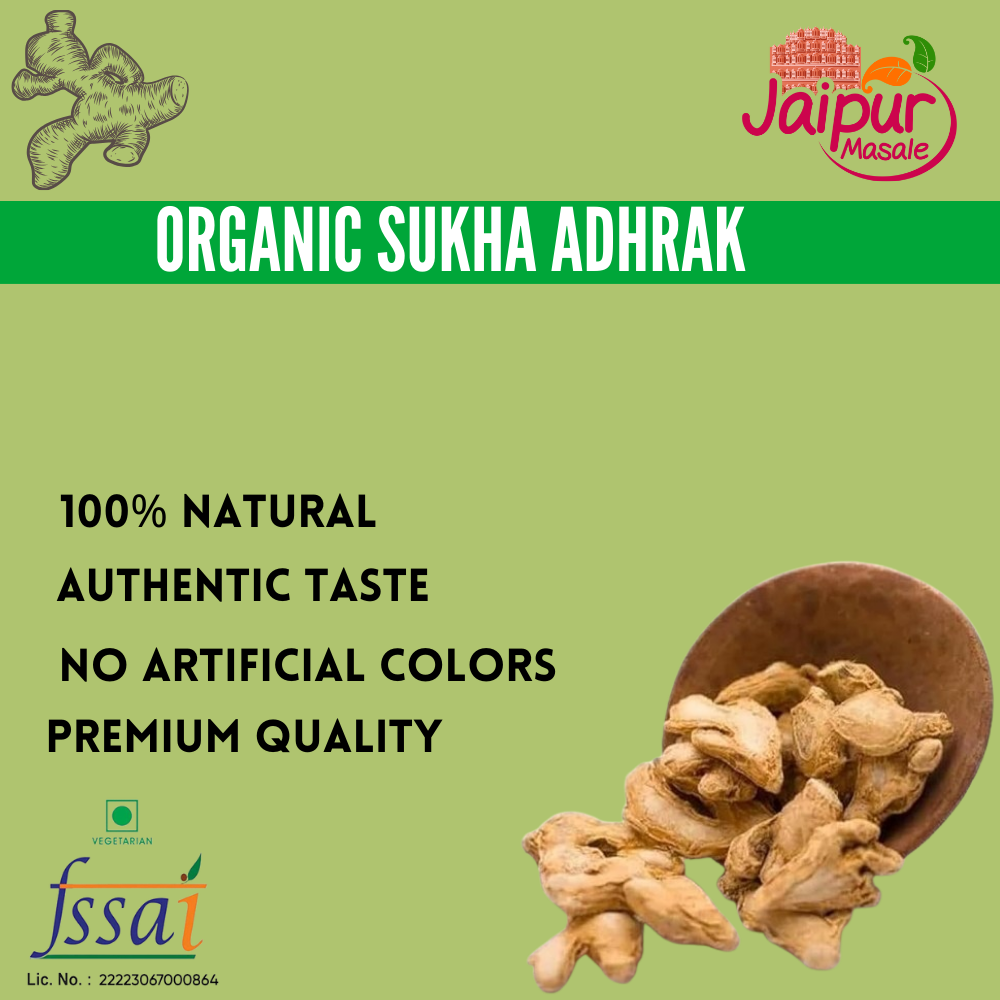 Jaipur
Masale
ORGANIC SUKHA ADHRAK
100% NATURAL
AUTHENTIC TASTE
NO ARTIFICIAL COLORS
PREMIUM QUALITY
VEGETARIAN
fssai
Lic. No. : 22223067000864